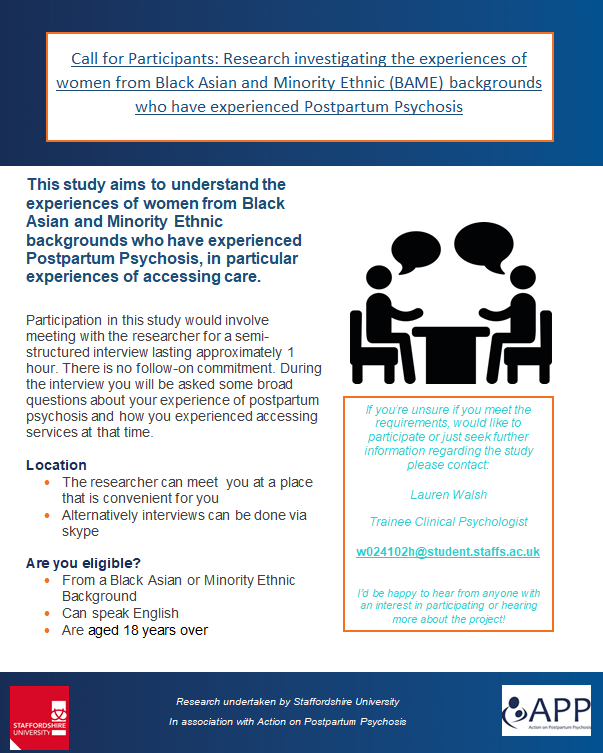 Call for Participants: Research investigating the experiences of
women from Black Asian and Minority Ethnic (BAME) backgrounds
who have experienced Postpartum Psychosis
This study aims to understand the
experiences of women from Black
Asian and Minority Ethnic
backgrounds who have experienced
Postpartum Psychosis, in particular
experiences of accessing care.
Participation in this study would involve
meeting with the researcher for a semi-
structured interview lasting approximately 1
hour. There is no follow-on commitment. During
the interview you will be asked some broad
questions about your experience of postpartum
psychosis and how you experienced accessing
services at that time.
Location
• The researcher can meet you at a place
that is convenient for you
• Alternatively interviews can be done via
skype
Are you eligible?
• From a Black Asian or Minority Ethnic
Background
• Can speak English
• Are aged 18 years over
If you're unsure if you meet the
requirements, would like to
participate or just seek further
information regarding the study
please contact:
Lauren Walsh
Trainee Clinical Psychologist
w024102h@student.staffs.ac.uk
I'd be happy to hear from anyone with
an interest in participating or hearing
more about the project!
STAFFORDSHIRE
UNIVERSITY
Research undertaken by Staffordshire University
In association with Action on Postpartum Psychosis
APP
Action on Postpartum Psychosis